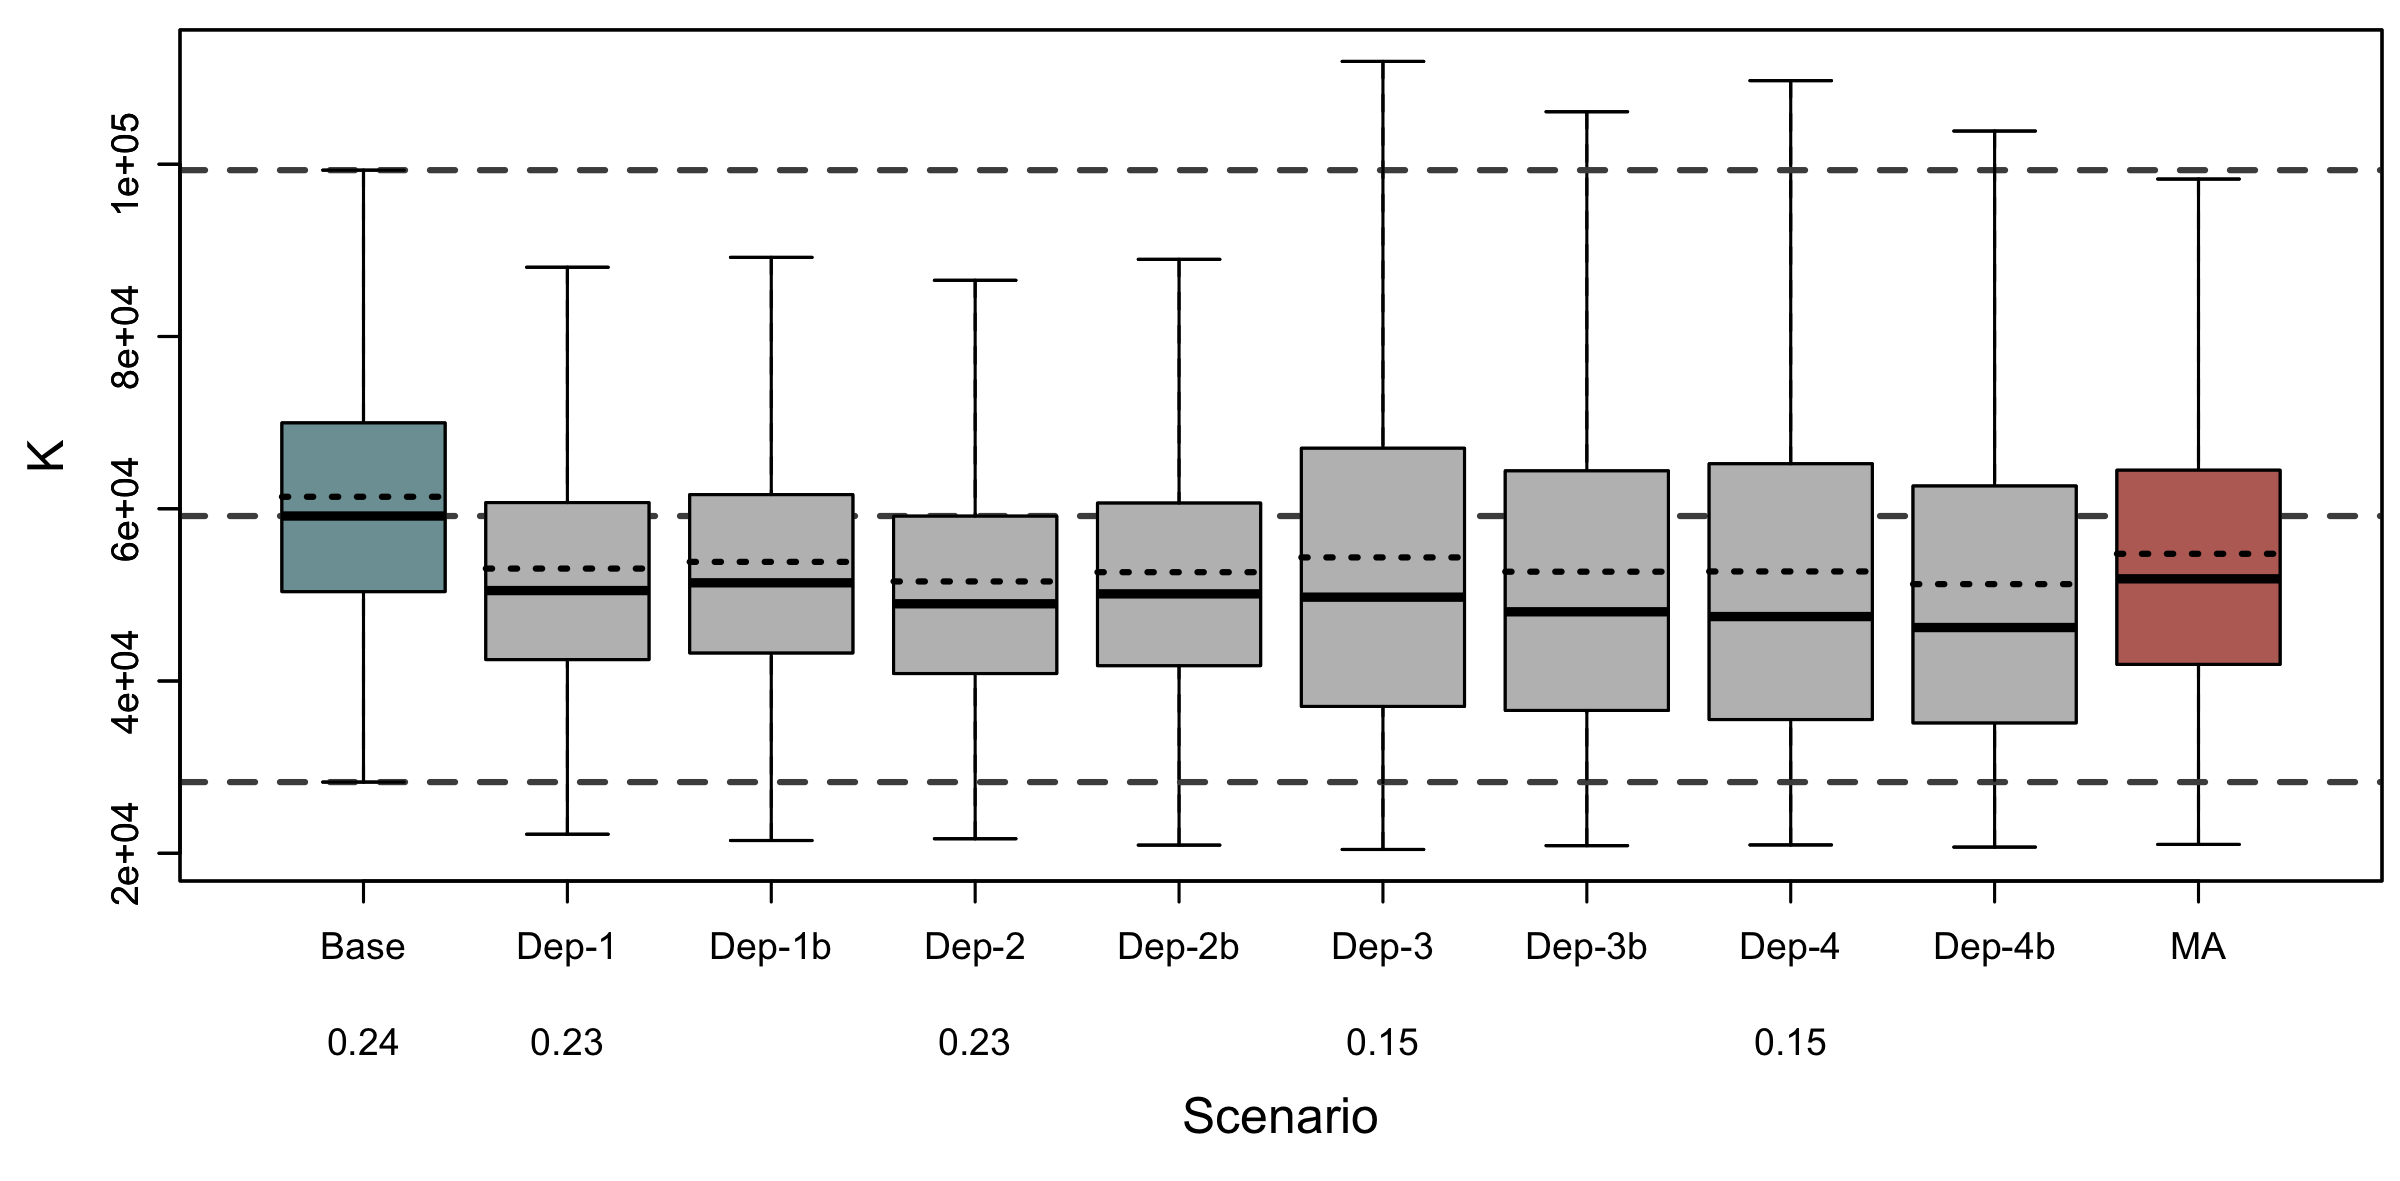 K
1e+05
8e+04
6e+04
4e+04
2e+04
Base Dep-1 Dep-1b Dep-2 Dep-2b Dep-3 Dep-3b Dep-4 Dep-4b MA
0.24 0.23 0.23 0.15 0.15
Scenario